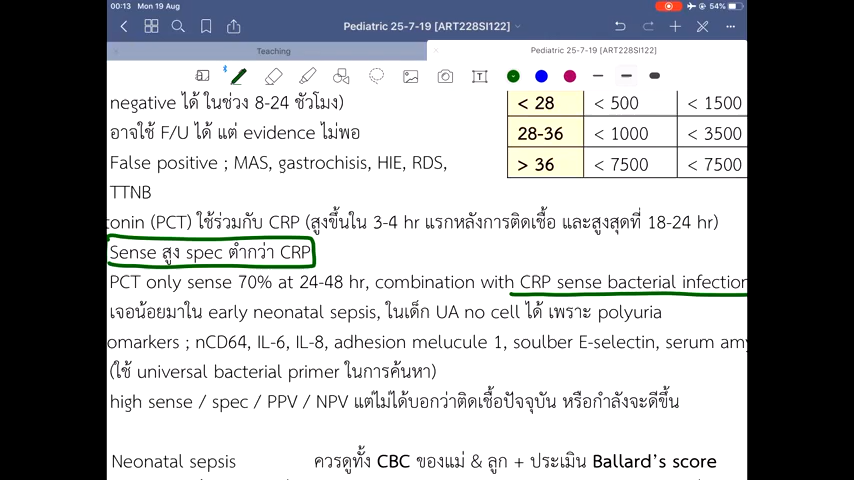 00:13 Mon 19 Aug
54%
Pediatric 25-7-19 [ART228SI122]
Teaching
Pediatric 25-7-19 [ART228SI122]
negative ได้ ในช่วง 8-24 ชั่วโมง)
อาจใช้ F/U ได้ แต่ evidence ไม่พอ
False positive ; MAS, gastrochisis, HIE, RDS,
TTNB
< 28 < 500 < 1500
28-36 < 1000 < 3500
> 36 < 7500 < 7500
tonin (PCT) ใช้ร่วมกับ CRP (สูงขึ้นใน 3-4 hr แรกหลังการติดเชื้อ และสูงสุดที่ 18-24 hr)
Sense สูง spec ต่ำกว่า CRP
PCT only sense 70% at 24-48 hr, combination with CRP sense bacterial infection
เจอน้อยมาใน early neonatal sepsis, ในเด็ก UA no cell ได้ เพราะ polyuria
omarkers ; nCD64, IL-6, IL-8, adhesion melucule 1, soulber E-selectin, serum amy
(ใช้ universal bacterial primer ในการค้นหา)
high sense / spec / PPV / NPV แต่ไม่ได้บอกว่าติดเชื้อปัจจุบัน หรือกำลังจะดีขึ้น
Neonatal sepsis ควรดูทั้ง CBC ของแม่ & ลูก + ประเมิน Ballard's score